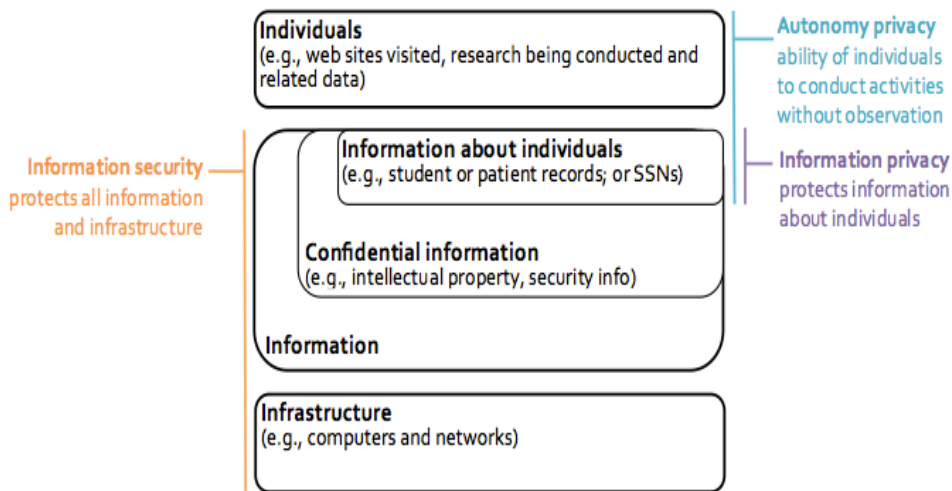 Individuals
(e.g., web sites visited, research being conducted and
related data)
Autonomy privacy
ability of individuals
to conduct activities
without observation
Information security
protects all information
and infrastructure
Information about individuals
(e.g., student or patient records; or SSNs)
Information privacy
protects information
about individuals
Confidential information
(e.g., intellectual property, security info)
Information
Infrastructure
(e.g., computers and networks)